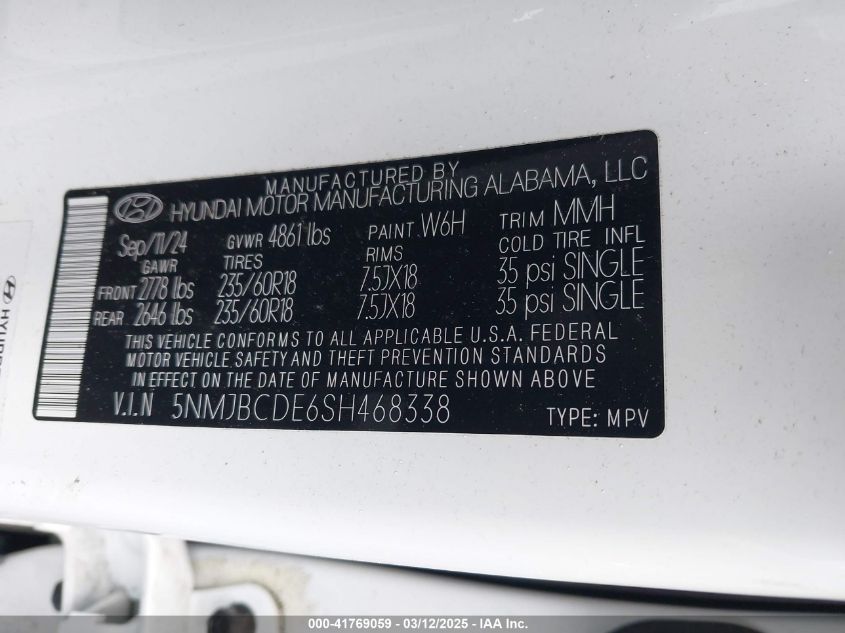 MANUFACTURED BY
HYUNDAI MOTOR MANUFACTURING ALABAMA, LLC
Sep/11/24 GVWR 4861 lbs PAINT W6H TRIM MMH
GAWR TIRES RIMS COLD TIRE INFL
FRONT 2778 lbs 235/60R18 7.5JX18 35 psi SINGLE
REAR 2646 lbs 235/60R18 7.5JX18 35 psi SINGLE
THIS VEHICLE CONFORMS TO ALL APPLICABLE U.S.A. FEDERAL
MOTOR VEHICLE SAFETY AND THEFT PREVENTION STANDARDS
IN EFFECT ON THE DATE OF MANUFACTURE SHOWN ABOVE
V.I.N 5NMJBCDE6SH468338 TYPE: MPV
000-41769059 - 03/12/2025 - IAA Inc.